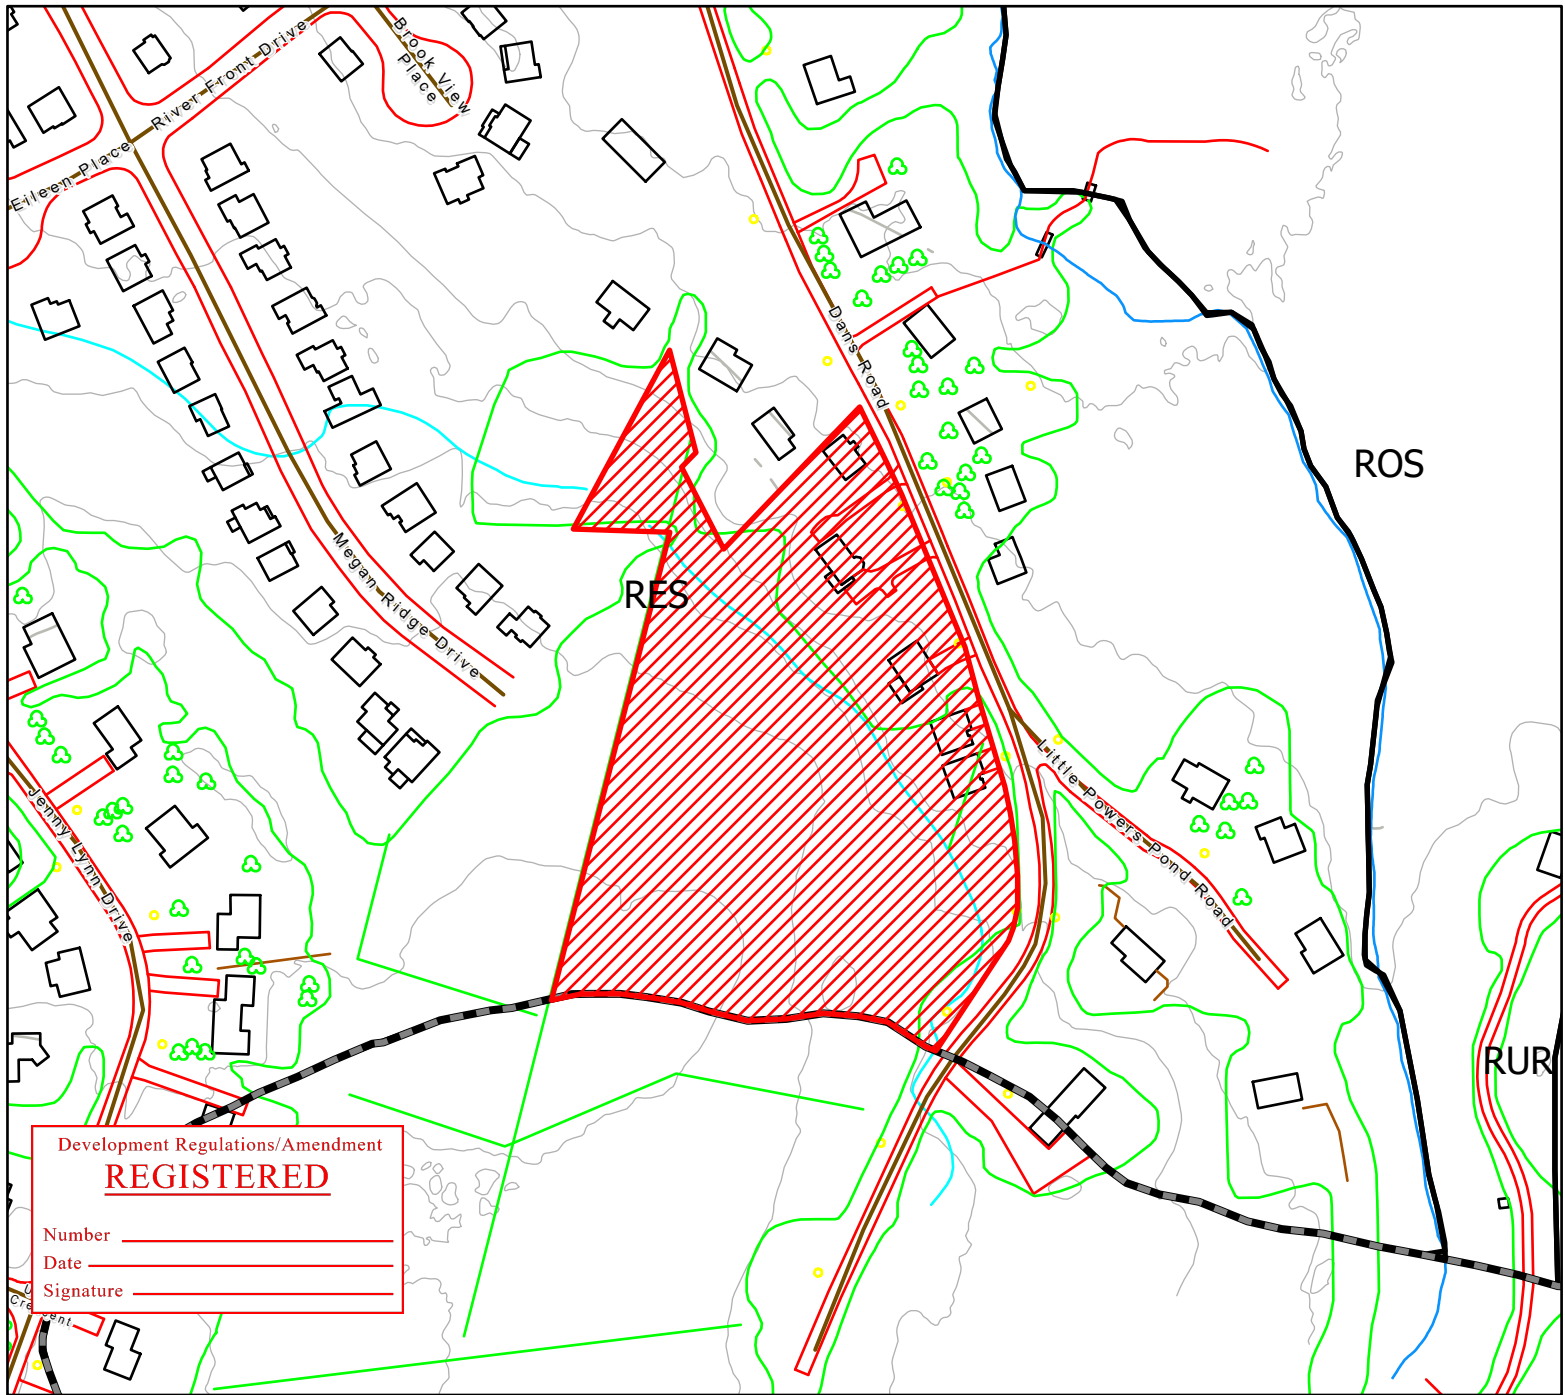 Brook View
Place
River Front Drive
Eileen Place
Dans Road
ROS
Megan Ridge Drive
RES
Little Powers Pond Road
Jenny Lynn Drive
RUR
Development Regulations/Amendment
REGISTERED
Number
Date
Signature
Crescent